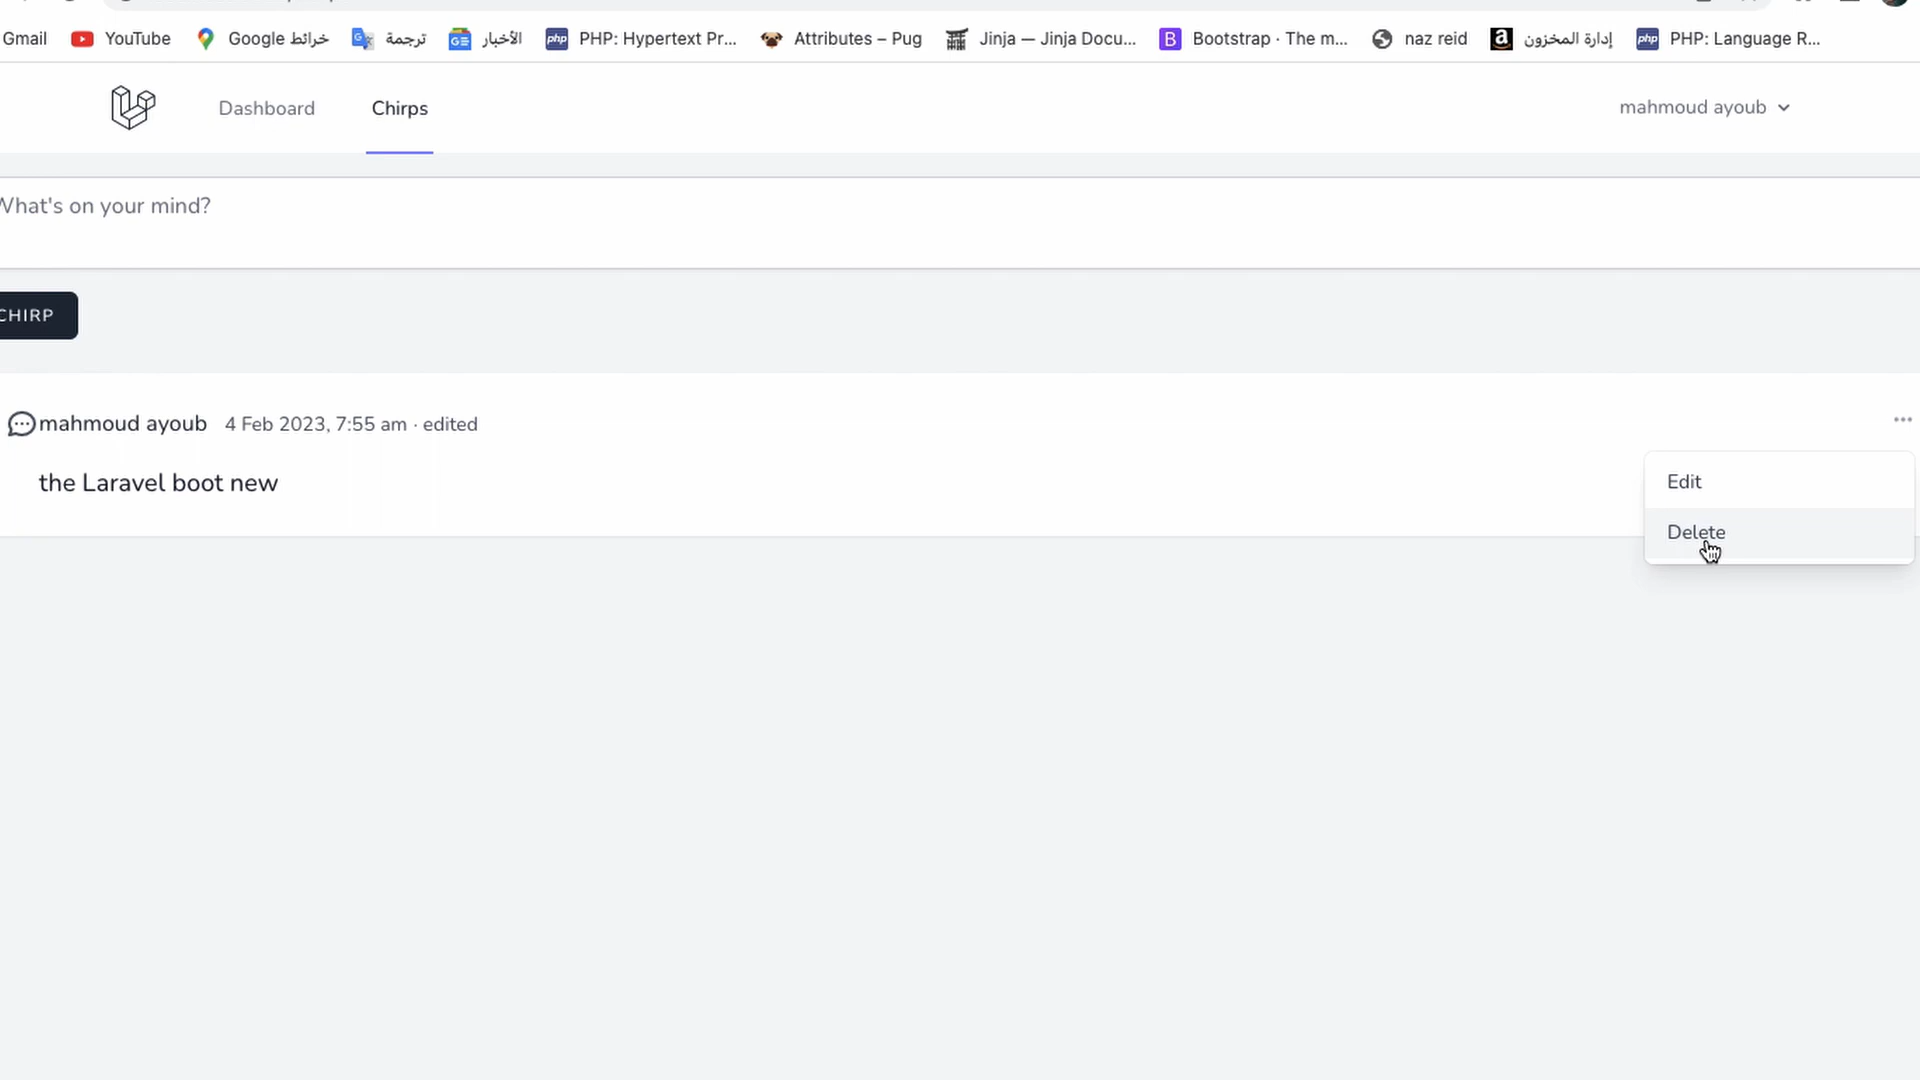 Gmail YouTube Google خرائط ترجمة الأخبار PHP: Hypertext Pr... Attributes – Pug Jinja — Jinja Docu... Bootstrap · The m... naz reid إدارة المخزون PHP: Language R...
Dashboard Chirps mahmoud ayoub
What's on your mind?
CHIRP
mahmoud ayoub 4 Feb 2023, 7:55 am · edited
the Laravel boot new
Edit
Delete